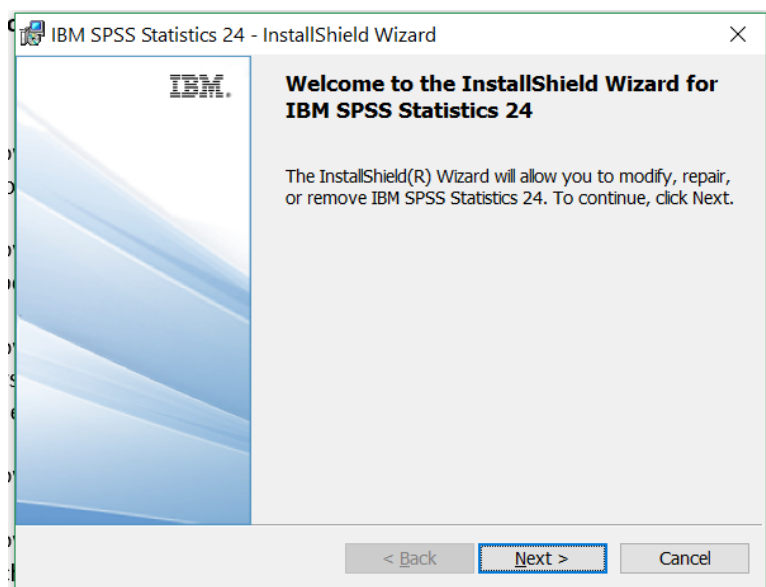 IBM SPSS Statistics 24 - InstallShield Wizard
IBM.
Welcome to the InstallShield Wizard for
IBM SPSS Statistics 24
The InstallShield(R) Wizard will allow you to modify, repair,
or remove IBM SPSS Statistics 24. To continue, click Next.
< Back
Next >
Cancel